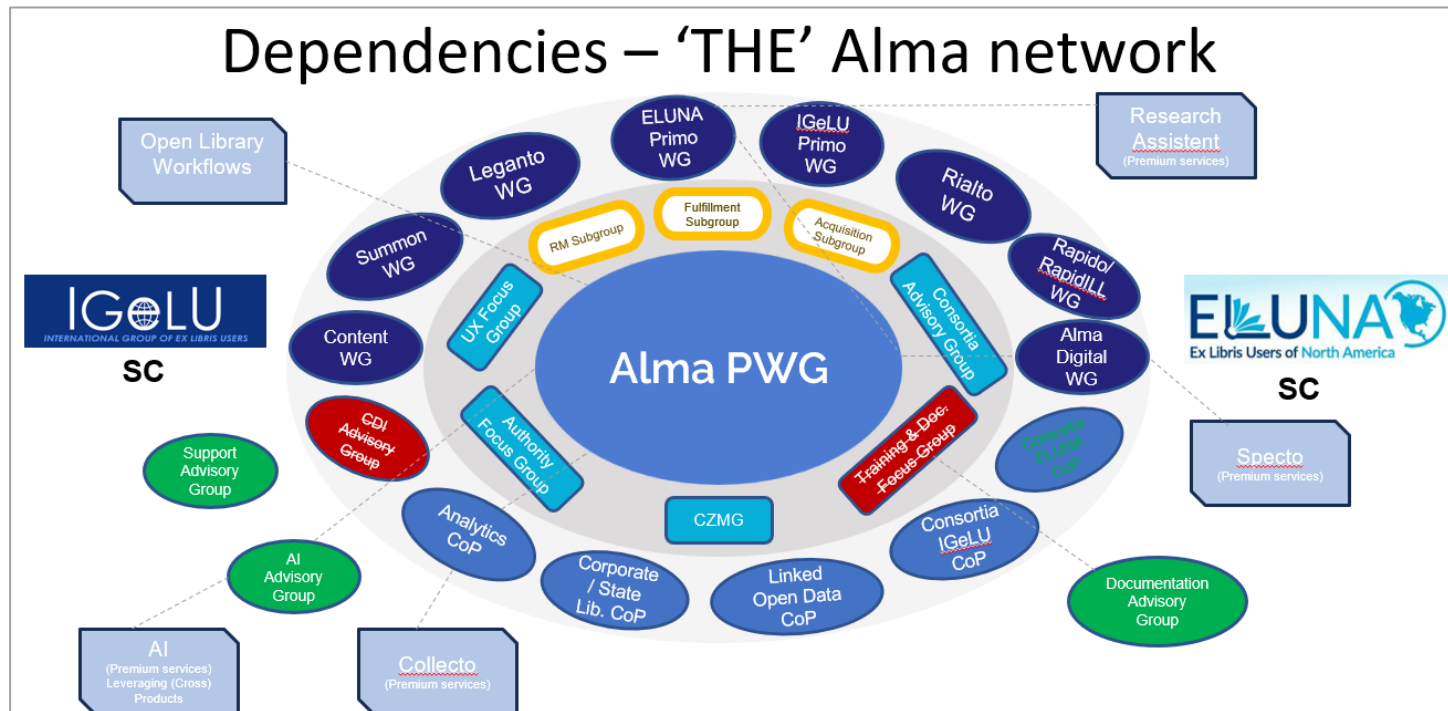 Dependencies – ‘THE’ Alma network
Open Library
Workflows
Leganto
WG
ELUNA
Primo
WG
IGeLU
Primo
WG
Research
Assistent
(Premium services)
Rialto
WG
Summon
WG
RM Subgroup
Fulfillment
Subgroup
Acquisition
Subgroup
Rapido/
RapidILL
WG
IGeLU
INTERNATIONAL GROUP OF EX LIBRIS USERS
SC
UX Focus
Group
Consortia
Advisory Group
ELUNA
Ex Libris Users of North America
SC
Content
WG
Alma PWG
Alma
Digital
WG
CDI
Advisory
Group
Authority
Focus Group
Training & Doc.
Focus Group
Consortia
ELUNA
CoP
Support
Advisory
Group
Specto
(Premium services)
Analytics
CoP
CZMG
Consortia
IGeLU
CoP
AI
Advisory
Group
Corporate
/ State
Lib. CoP
Linked
Open Data
CoP
Documentation
Advisory
Group
AI
(Premium services)
Leveraging (Cross)
Products
Collecto
(Premium services)